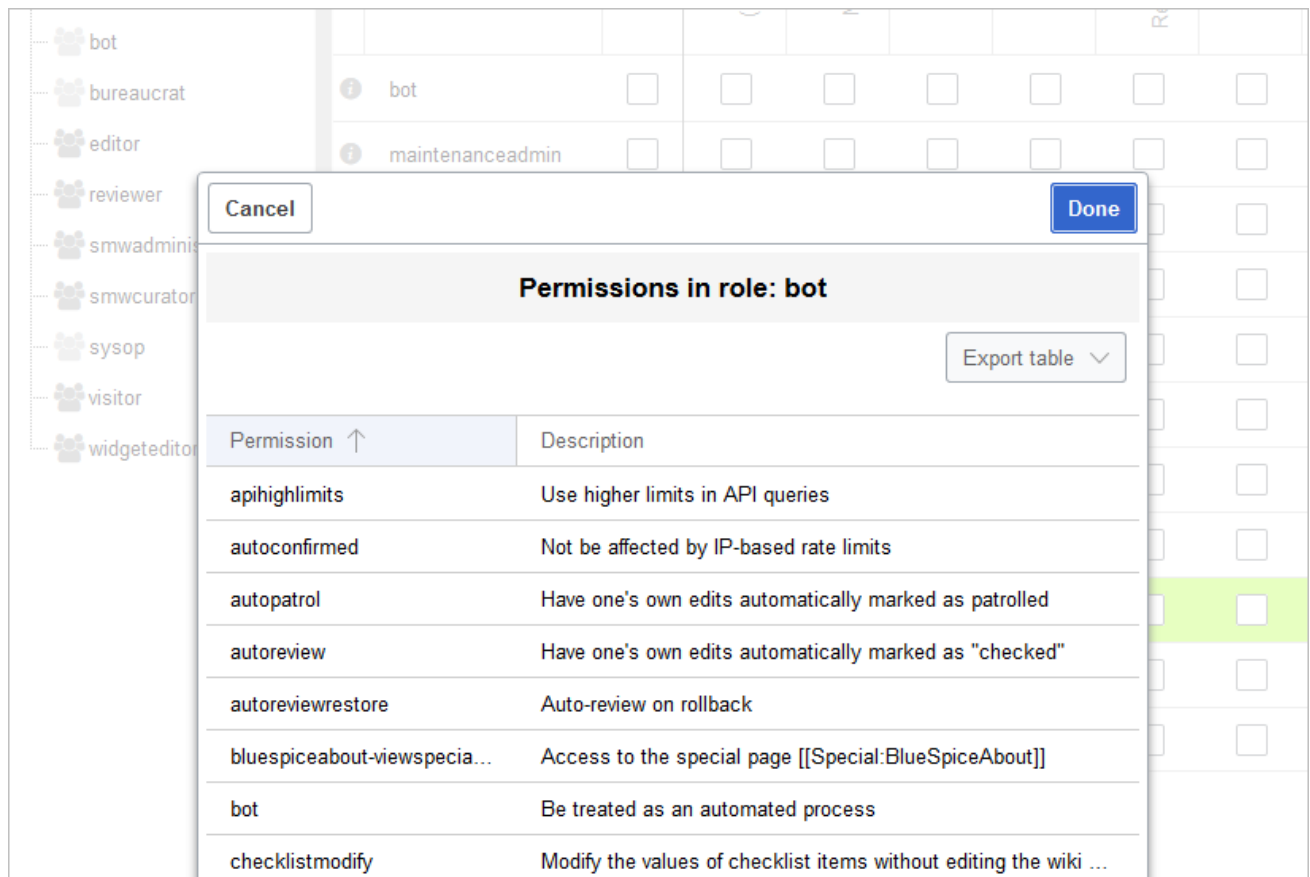 Re
bot
bureaucrat
editor
reviewer
smwadminis
smwcurator
sysop
visitor
widgeteditor
bot
maintenanceadmin
Cancel
Done
Permissions in role: bot
Export table
Permission Description
apihighlimits Use higher limits in API queries
autoconfirmed Not be affected by IP-based rate limits
autopatrol Have one's own edits automatically marked as patrolled
autoreview Have one's own edits automatically marked as "checked"
autoreviewrestore Auto-review on rollback
bluespiceabout-viewspecia... Access to the special page [[Special:BlueSpiceAbout]]
bot Be treated as an automated process
checklistmodify Modify the values of checklist items without editing the wiki ...